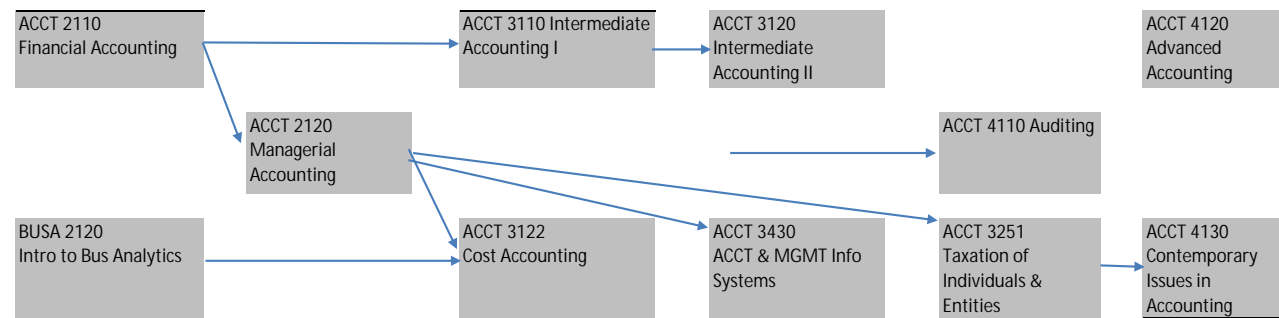 ACCT 2110
Financial Accounting
ACCT 3110 Intermediate
Accounting I
ACCT 3120
Intermediate
Accounting II
ACCT 4120
Advanced
Accounting
ACCT 2120
Managerial
Accounting
ACCT 4110 Auditing
BUSA 2120
Intro to Bus Analytics
ACCT 3122
Cost Accounting
ACCT 3430
ACCT & MGMT Info
Systems
ACCT 3251
Taxation of
Individuals &
Entities
ACCT 4130
Contemporary
Issues in
Accounting